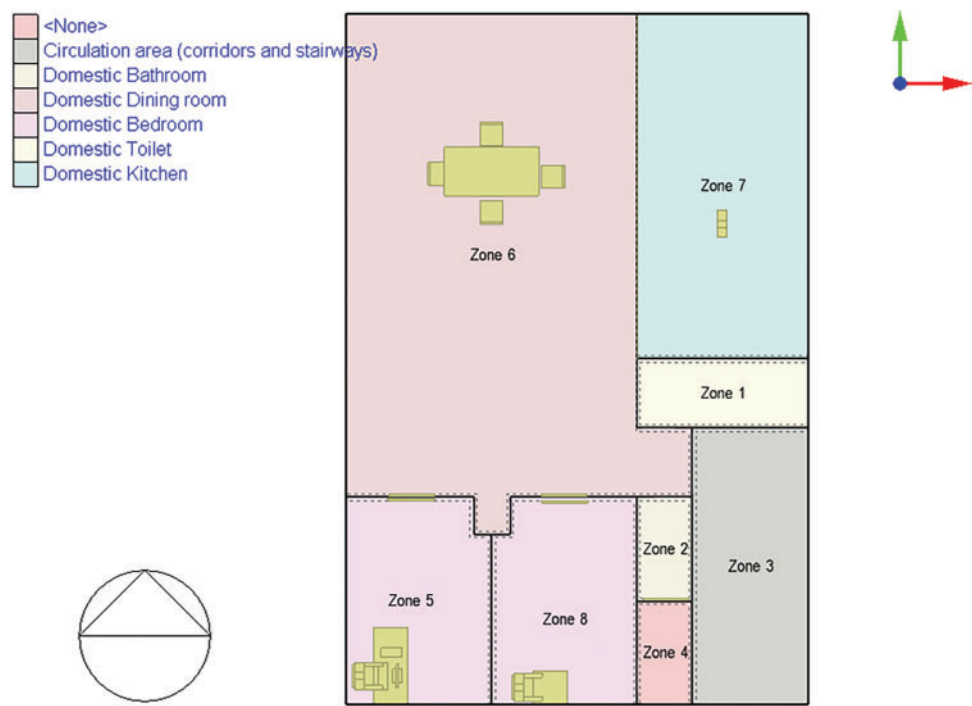 <None>
Circulation area (corridors and stairways)
Domestic Bathroom
Domestic Dining room
Domestic Bedroom
Domestic Toilet
Domestic Kitchen
Zone 7
Zone 6
Zone 1
Zone 2
Zone 3
Zone 5
Zone 8
Zone 4